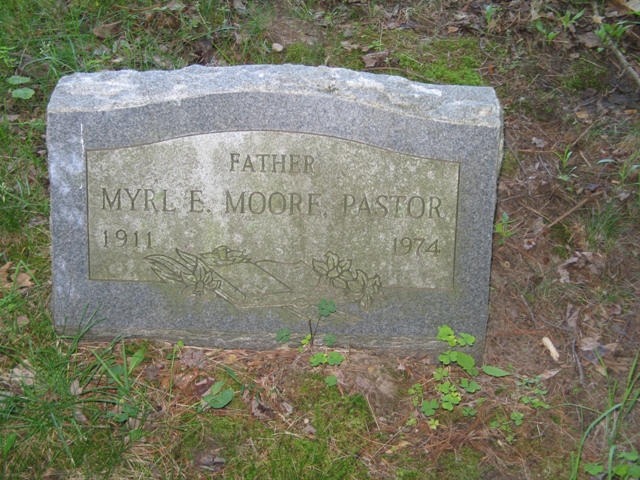 FATHER
MYRL E. MOORE, PASTOR
1911 1974